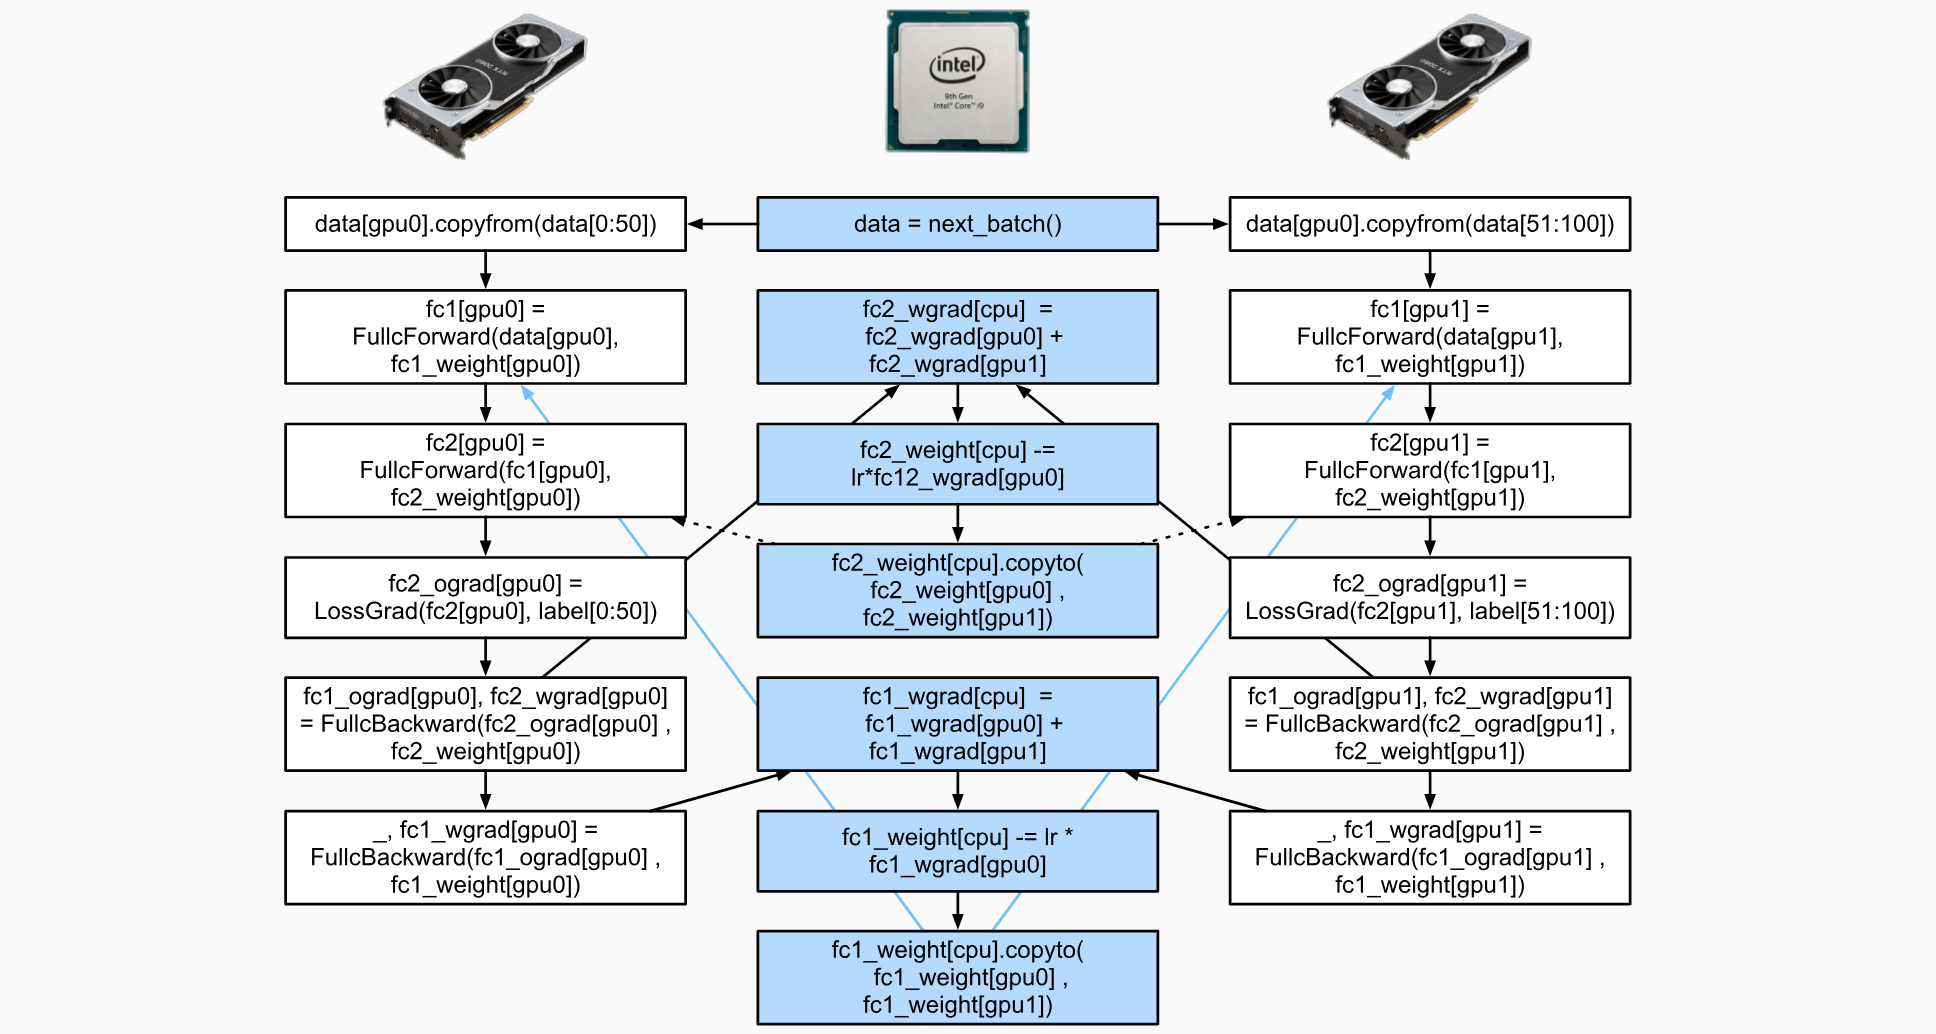 RTX 2080
intel
9th Gen
Intel® Core™ i9
RTX 2080
data[gpu0].copyfrom(data[0:50])
data = next_batch()
data[gpu0].copyfrom(data[51:100])
fc1[gpu0] =
FullcForward(data[gpu0],
fc1_weight[gpu0])
fc2_wgrad[cpu] =
fc2_wgrad[gpu0] +
fc2_wgrad[gpu1]
fc1[gpu1] =
FullcForward(data[gpu1],
fc1_weight[gpu1])
fc2[gpu0] =
FullcForward(fc1[gpu0],
fc2_weight[gpu0])
fc2_weight[cpu] -=
lr*fc12_wgrad[gpu0]
fc2[gpu1] =
FullcForward(fc1[gpu1],
fc2_weight[gpu1])
fc2_ograd[gpu0] =
LossGrad(fc2[gpu0], label[0:50])
fc2_weight[cpu].copyto(
fc2_weight[gpu0] ,
fc2_weight[gpu1])
fc2_ograd[gpu1] =
LossGrad(fc2[gpu1], label[51:100])
fc1_ograd[gpu0], fc2_wgrad[gpu0]
= FullcBackward(fc2_ograd[gpu0] ,
fc2_weight[gpu0])
fc1_wgrad[cpu] =
fc1_wgrad[gpu0] +
fc1_wgrad[gpu1]
fc1_ograd[gpu1], fc2_wgrad[gpu1]
= FullcBackward(fc2_ograd[gpu1] ,
fc2_weight[gpu1])
_, fc1_wgrad[gpu0] =
FullcBackward(fc1_ograd[gpu0] ,
fc1_weight[gpu0])
fc1_weight[cpu] -= lr *
fc1_wgrad[gpu0]
_, fc1_wgrad[gpu1] =
FullcBackward(fc1_ograd[gpu1] ,
fc1_weight[gpu1])
fc1_weight[cpu].copyto(
fc1_weight[gpu0] ,
fc1_weight[gpu1])